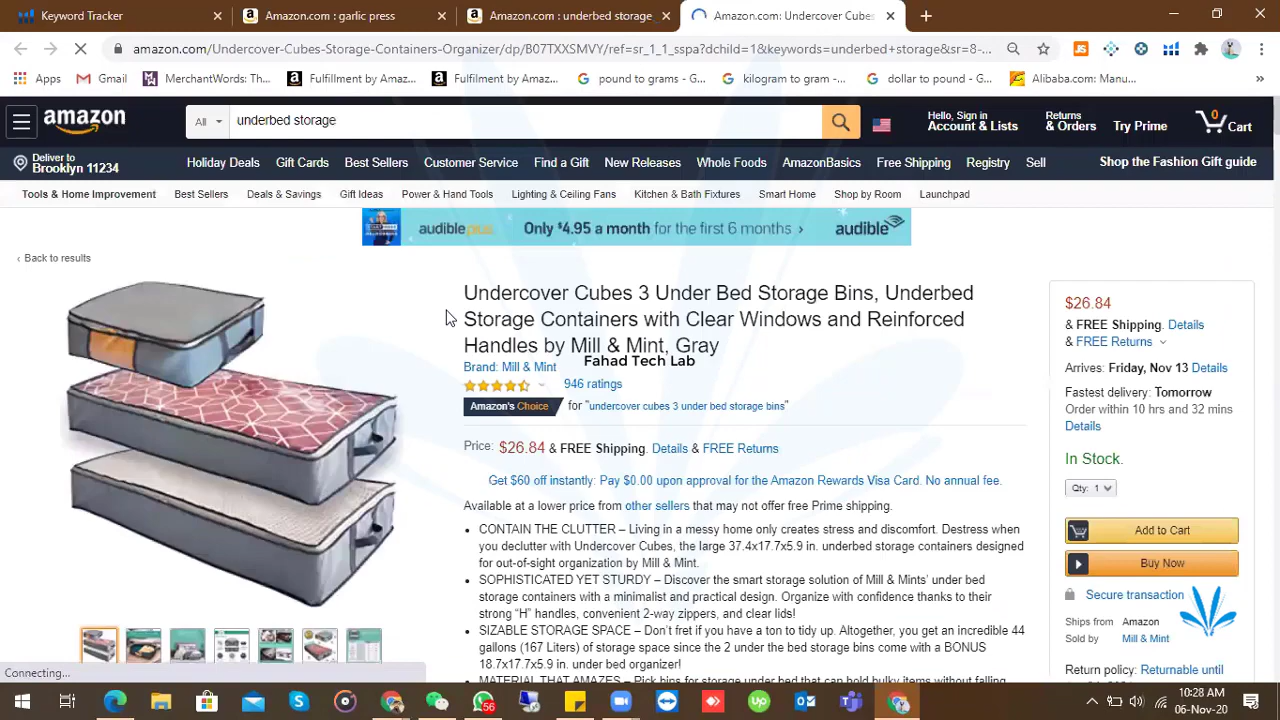 Keyword Tracker
Amazon.com : garlic press
Amazon.com : underbed storage
Amazon.com: Undercover Cubes
amazon.com/Undercover-Cubes-Storage-Containers-Organizer/dp/B07TXXSMVY/ref=sr_1_1_sspa?dchild=1&keywords=underbed+storage&sr=8-...
Apps
Gmail
MerchantWords: Th...
Fulfillment by Amaz...
Fulfilment by Amaz...
pound to grams - G...
kilogram to gram -...
dollar to pound - G...
Alibaba.com: Manu...
amazon
All
underbed storage
Hello, Sign in
Account & Lists
Returns
& Orders
Try Prime
0
Cart
Deliver to
Brooklyn 11234
Holiday Deals
Gift Cards
Best Sellers
Customer Service
Find a Gift
New Releases
Whole Foods
AmazonBasics
Free Shipping
Registry
Sell
Shop the Fashion Gift guide
Tools & Home Improvement
Best Sellers
Deals & Savings
Gift Ideas
Power & Hand Tools
Lighting & Ceiling Fans
Kitchen & Bath Fixtures
Smart Home
Shop by Room
Launchpad
audible plus
Only $4.95 a month for the first 6 months ›
audible
‹ Back to results
Undercover Cubes 3 Under Bed Storage Bins, Underbed
Storage Containers with Clear Windows and Reinforced
Handles by Mill & Mint, Gray
Fahad Tech Lab
Brand: Mill & Mint
946 ratings
Amazon's Choice
for "undercover cubes 3 under bed storage bins"
Price: $26.84 & FREE Shipping. Details & FREE Returns
Get $60 off instantly: Pay $0.00 upon approval for the Amazon Rewards Visa Card. No annual fee.
Available at a lower price from other sellers that may not offer free Prime shipping.
• CONTAIN THE CLUTTER – Living in a messy home only creates stress and discomfort. Destress when
you declutter with Undercover Cubes, the large 37.4x17.7x5.9 in. underbed storage containers designed
for out-of-sight organization by Mill & Mint.
• SOPHISTICATED YET STURDY – Discover the smart storage solution of Mill & Mints' under bed
storage containers with a minimalist and practical design. Organize with confidence thanks to their
strong "H" handles, convenient 2-way zippers, and clear lids!
• SIZABLE STORAGE SPACE – Don't fret if you have a ton to tidy up. Altogether, you get an incredible 44
gallons (167 Liters) of storage space since the 2 under the bed storage bins come with a BONUS
18.7x17.7x5.9 in. under bed organizer!
• MATERIAL THAT AMAZES – Pick bins for storage under bed that can hold bulky items without falling
$26.84
& FREE Shipping. Details
& FREE Returns
Arrives: Friday, Nov 13 Details
Fastest delivery: Tomorrow
Order within 10 hrs and 32 mins
Details
In Stock.
Qty: 1
Add to Cart
Buy Now
Secure transaction
Ships from Amazon
Sold by Mill & Mint
Return policy: Returnable until
Connecting...
56
10:28 AM
06-Nov-20